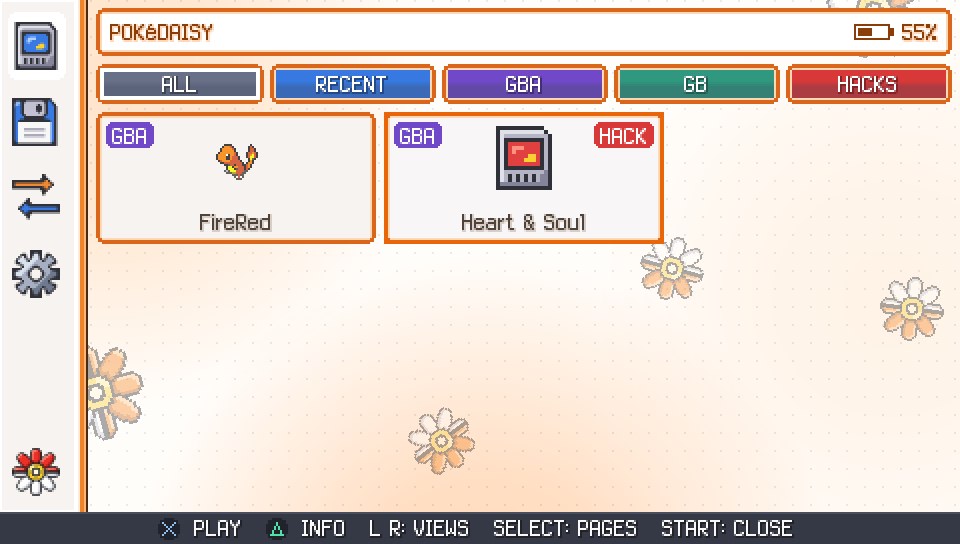 POKéDAISY
55%
ALL
RECENT
GBA
GB
HACKS
GBA
GBA
HACK
FireRed
Heart & Soul
PLAY INFO L R: VIEWS SELECT: PAGES START: CLOSE